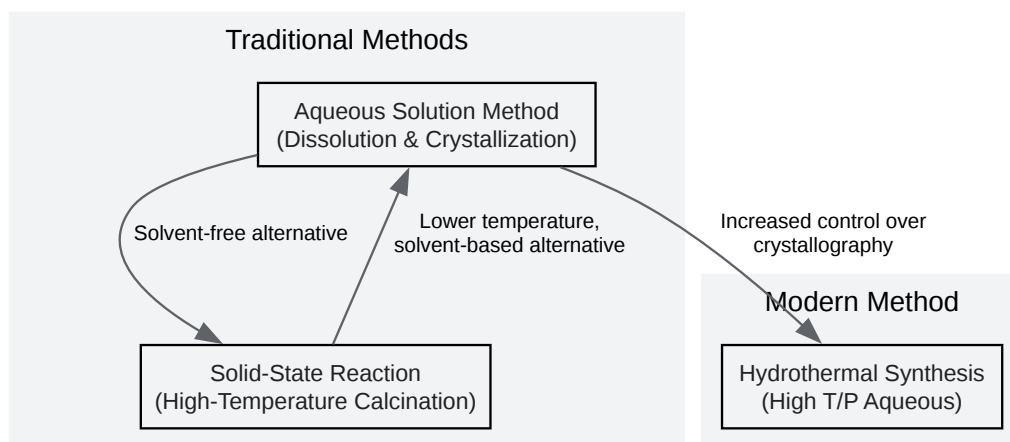 Traditional Methods
Aqueous Solution Method
(Dissolution & Crystallization)
Solvent-free alternative
Lower temperature,
solvent-based alternative
Increased control over
crystallography
Modern Method
Solid-State Reaction
(High-Temperature Calcination)
Hydrothermal Synthesis
(High T/P Aqueous)